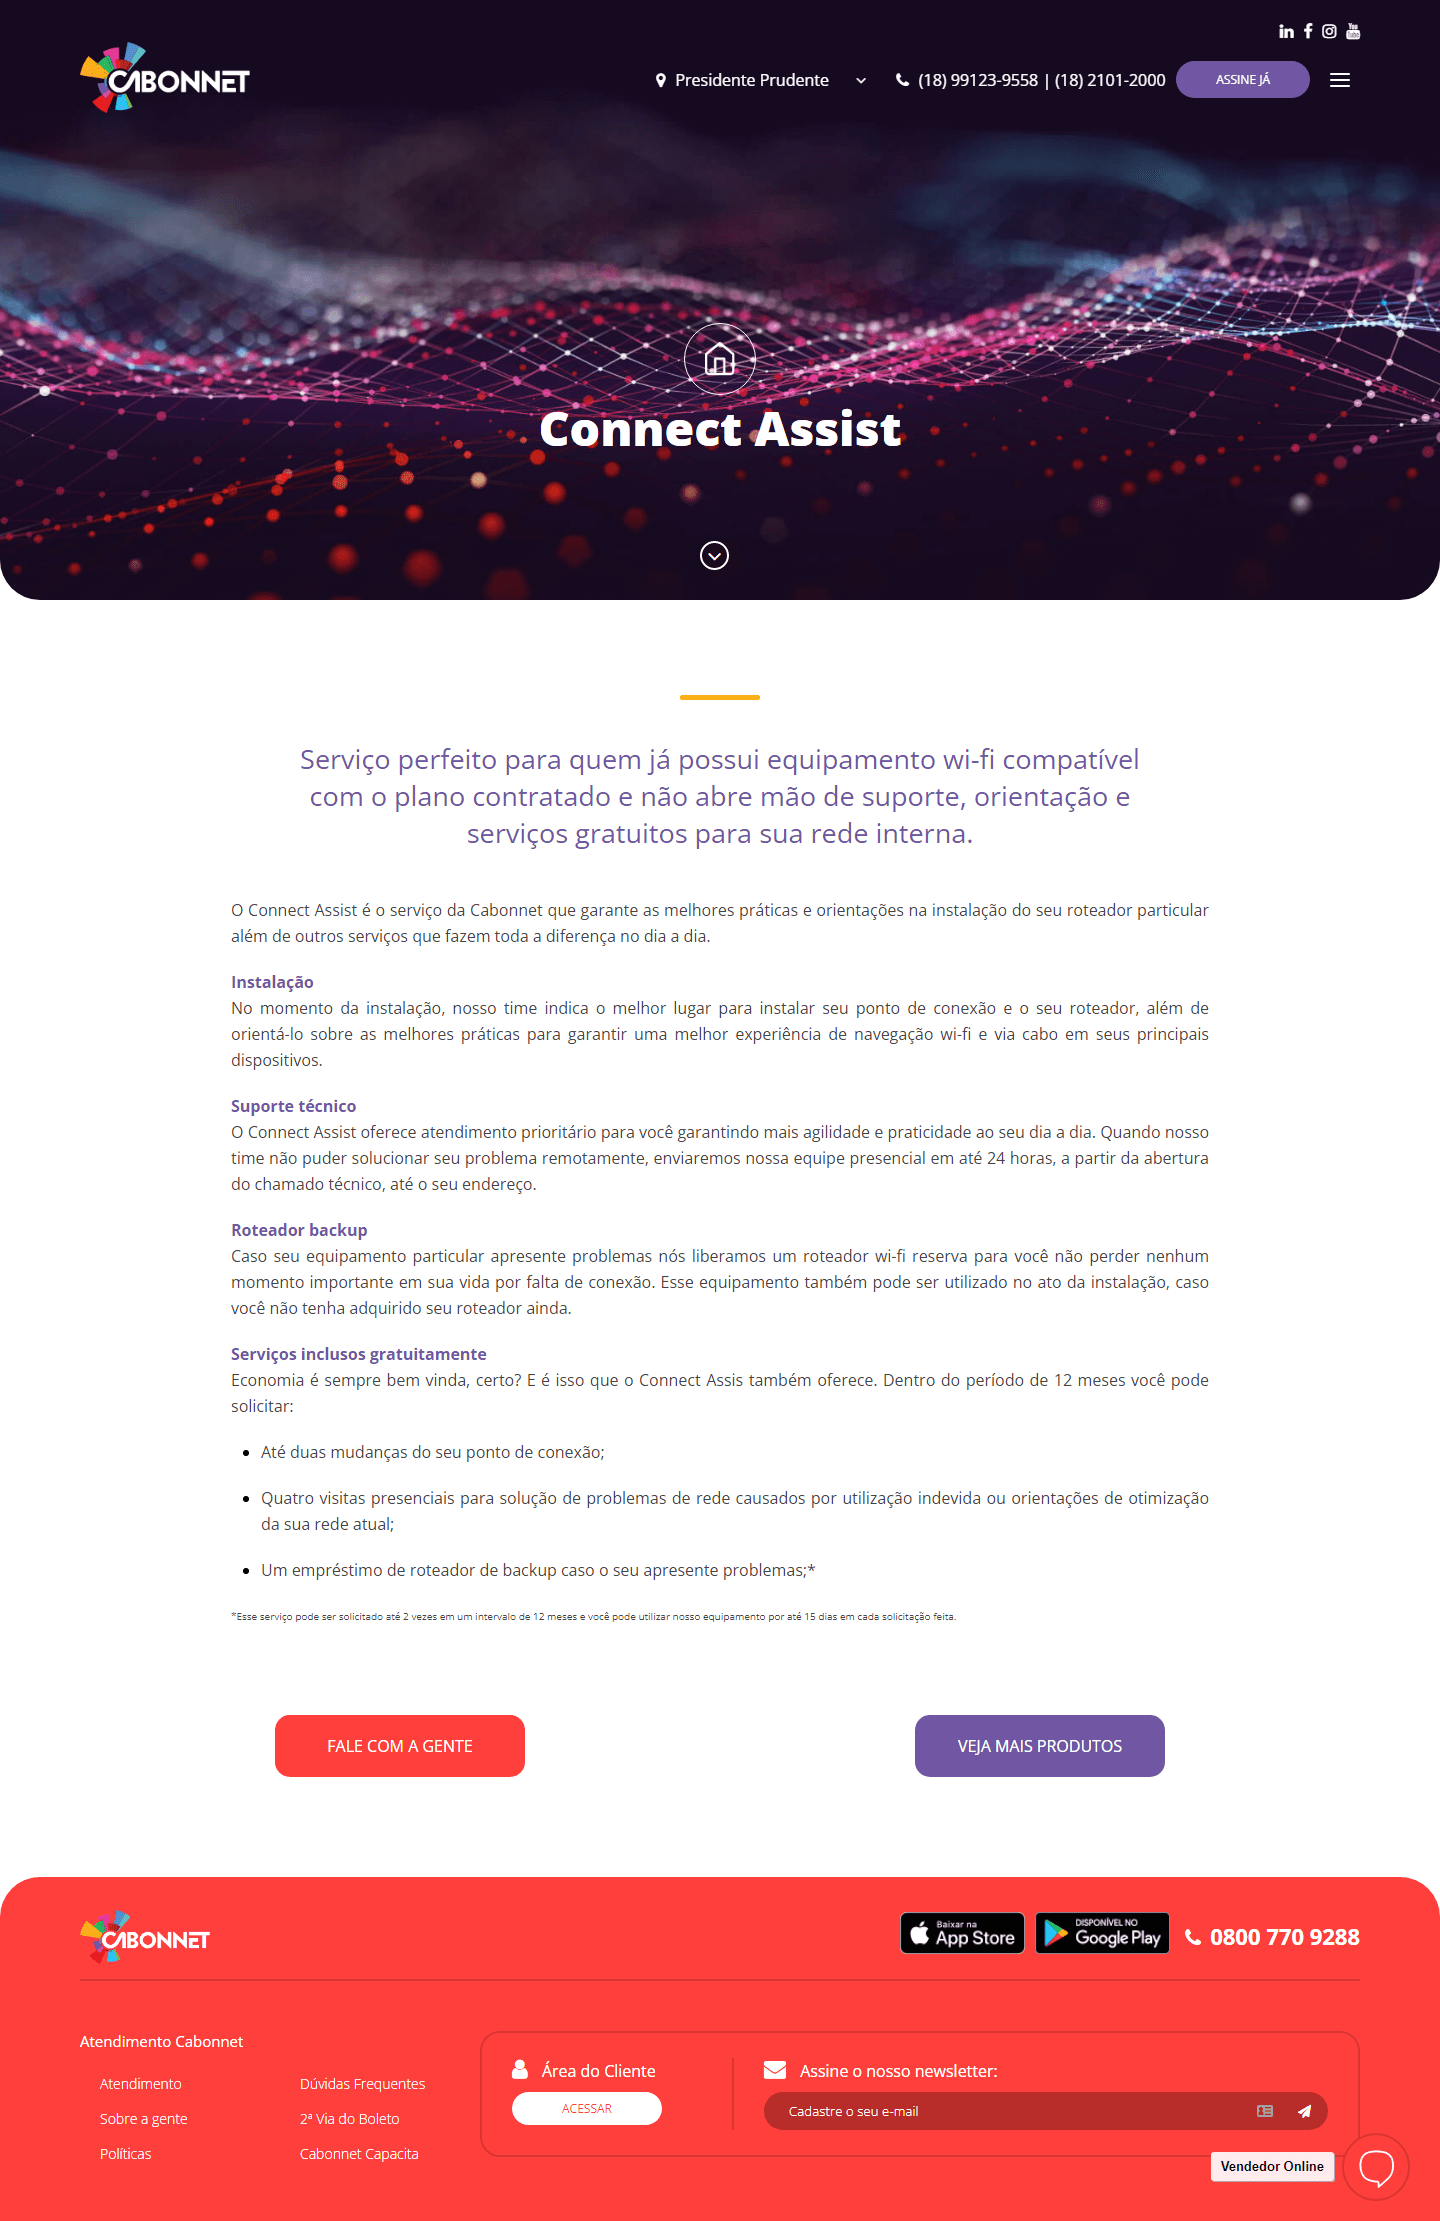 CABONNET
Presidente Prudente
(18) 99123-9558 | (18) 2101-2000
ASSINE JÁ
Connect Assist
Serviço perfeito para quem já possui equipamento wi-fi compatível
com o plano contratado e não abre mão de suporte, orientação e
serviços gratuitos para sua rede interna.
O Connect Assist é o serviço da Cabonnet que garante as melhores práticas e orientações na instalação do seu roteador particular
além de outros serviços que fazem toda a diferença no dia a dia.
Instalação
No momento da instalação, nosso time indica o melhor lugar para instalar seu ponto de conexão e o seu roteador, além de
orientá-lo sobre as melhores práticas para garantir uma melhor experiência de navegação wi-fi e via cabo em seus principais
dispositivos.
Suporte técnico
O Connect Assist oferece atendimento prioritário para você garantindo mais agilidade e praticidade ao seu dia a dia. Quando nosso
time não puder solucionar seu problema remotamente, enviaremos nossa equipe presencial em até 24 horas, a partir da abertura
do chamado técnico, até o seu endereço.
Roteador backup
Caso seu equipamento particular apresente problemas nós liberamos um roteador wi-fi reserva para você não perder nenhum
momento importante em sua vida por falta de conexão. Esse equipamento também pode ser utilizado no ato da instalação, caso
você não tenha adquirido seu roteador ainda.
Serviços inclusos gratuitamente
Economia é sempre bem vinda, certo? E é isso que o Connect Assis também oferece. Dentro do período de 12 meses você pode
solicitar:
• Até duas mudanças do seu ponto de conexão;
• Quatro visitas presenciais para solução de problemas de rede causados por utilização indevida ou orientações de otimização
da sua rede atual;
• Um empréstimo de roteador de backup caso o seu apresente problemas;*
*Esse serviço pode ser solicitado até 2 vezes em um intervalo de 12 meses e você pode utilizar nosso equipamento por até 15 dias em cada solicitação feita.
FALE COM A GENTE
VEJA MAIS PRODUTOS
CABONNET
Baixar na
App Store
DISPONÍVEL NO
Google Play
0800 770 9288
Atendimento Cabonnet
Atendimento
Sobre a gente
Políticas
Dúvidas Frequentes
2ª Via do Boleto
Cabonnet Capacita
Área do Cliente
ACESSAR
Assine o nosso newsletter:
Cadastre o seu e-mail
Vendedor Online